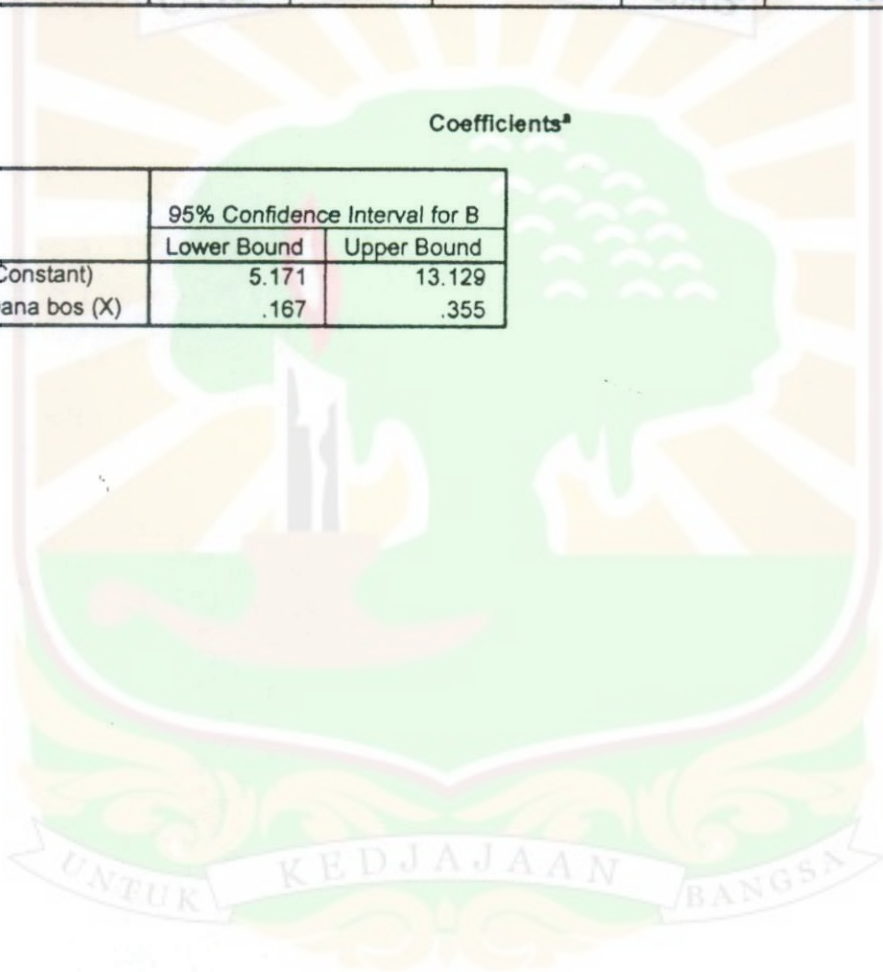 Coefficientsª
95% Confidence Interval for B
Lower Bound Upper Bound
Constant) 5.171 13.129
ana bos (X) .167 .355
UNTUK KEDJAJAAN BANGSA